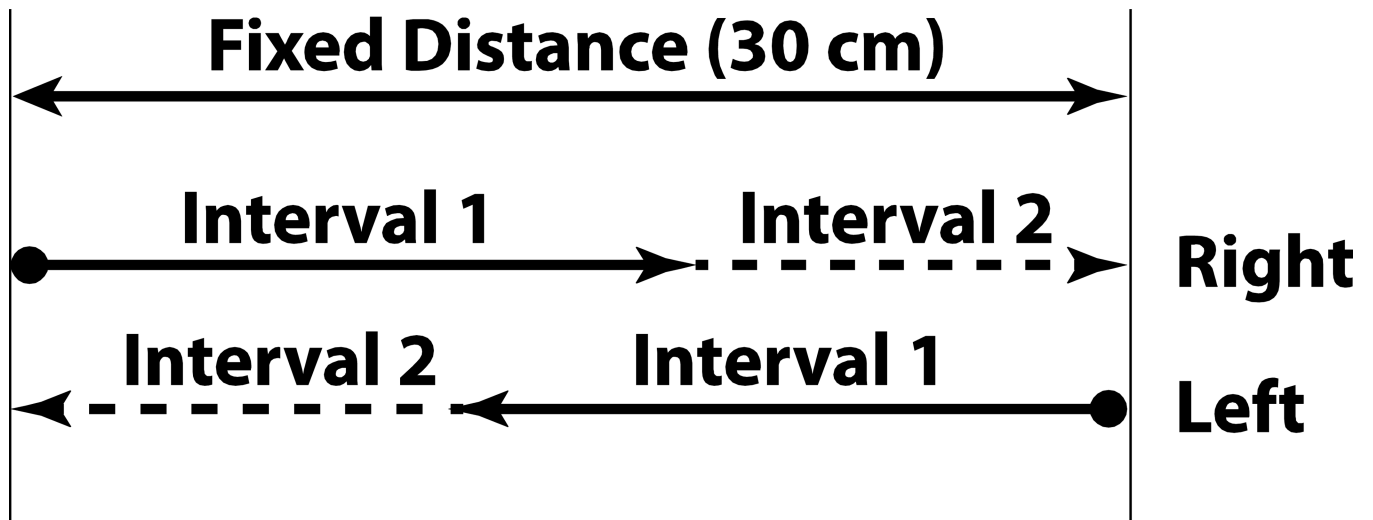 Fixed Distance (30 cm)
Interval 1
Interval 2
Right
Interval 2
Interval 1
Left